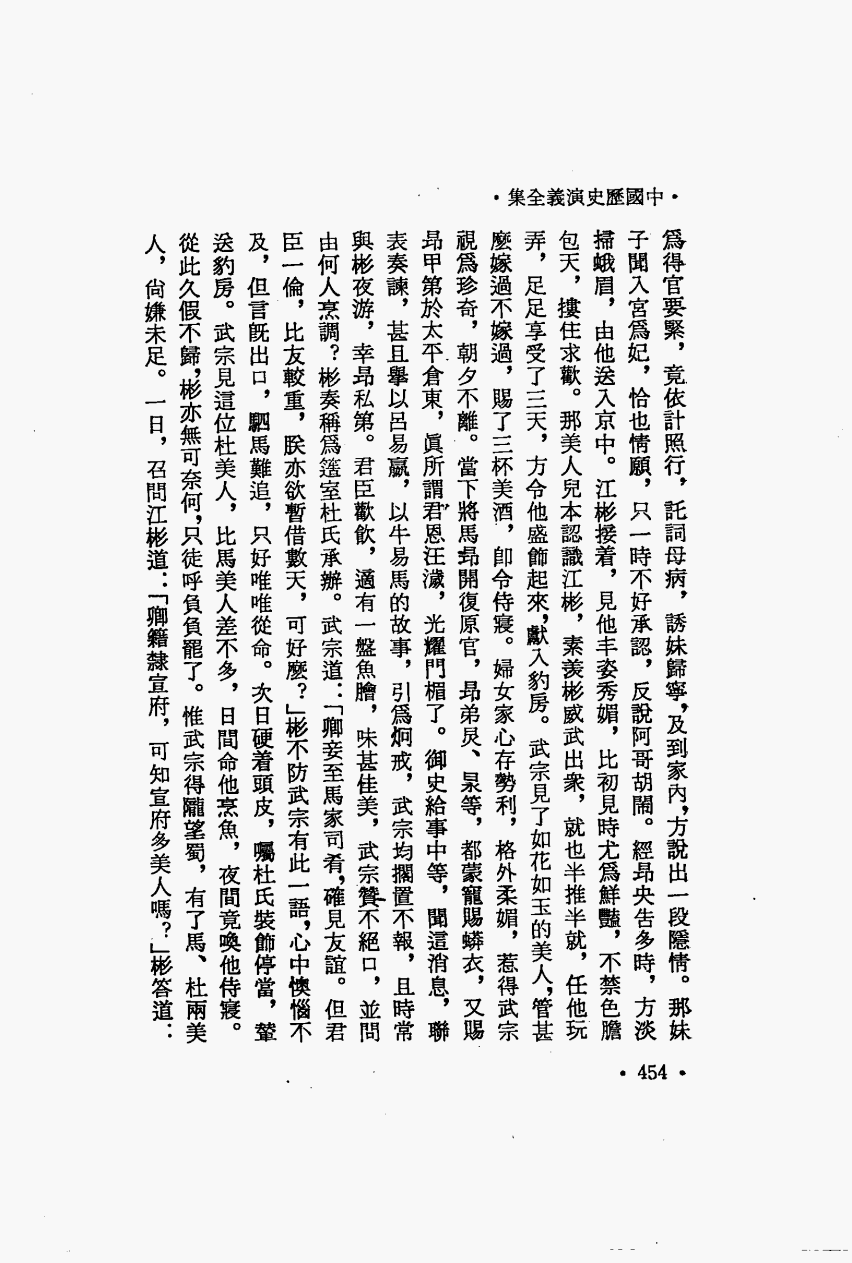 ·中國歷史演義全集·
爲得官要緊，竟依計照行，託詞母病，誘妹歸寧，及到家內，方說出一段隱情。那妹
子聞入宮爲妃，恰也情願，只一時不好承認，反說阿哥胡鬧。經昂央告多時，方淡
掃蛾眉，由他送入京中。江彬接着，見他丰姿秀媚，比初見時尤爲鮮豔，不禁色膽
包天，摟住求歡。那美人兒本認識江彬，素羨彬威武出衆，就也半推半就，任他玩
弄，足足享受了三天，方令他盛飾起來，獻入豹房。武宗見了如花如玉的美人，管甚
麼嫁過不嫁過，賜了三杯美酒，卽令侍寢。婦女家心存勢利，格外柔媚，惹得武宗
視爲珍奇，朝夕不離。當下將馬昂開復原官，昂弟炅、杲等，都蒙寵賜蟒衣，又賜
昂甲第於太平倉東，眞所謂君恩汪濊，光耀門楣了。御史給事中等，聞這消息，聯
表奏諫，甚且舉以呂易嬴，以牛易馬的故事，引爲炯戒，武宗均擱置不報，且時常
與彬夜游，幸昂私第。君臣歡飲，適有一盤魚膾，味甚佳美，武宗贊不絕口，並問
由何人烹調？彬奏稱爲簉室杜氏承辦。武宗道：「卿妾至馬家司肴，確見友誼。但君
臣一倫，比友較重，朕亦欲暫借數天，可好麼？」彬不防武宗有此一語，心中懊惱不
及，但言旣出口，駟馬難追，只好唯唯從命。次日硬着頭皮，囑杜氏裝飾停當，輦
送豹房。武宗見這位杜美人，比馬美人差不多，日間命他烹魚，夜間竟喚他侍寢。
從此久假不歸，彬亦無可奈何，只徒呼負負罷了。惟武宗得隴望蜀，有了馬、杜兩美
人，尙嫌未足。一日，召問江彬道：「卿籍隸宣府，可知宣府多美人嗎？」彬答道：
·454·